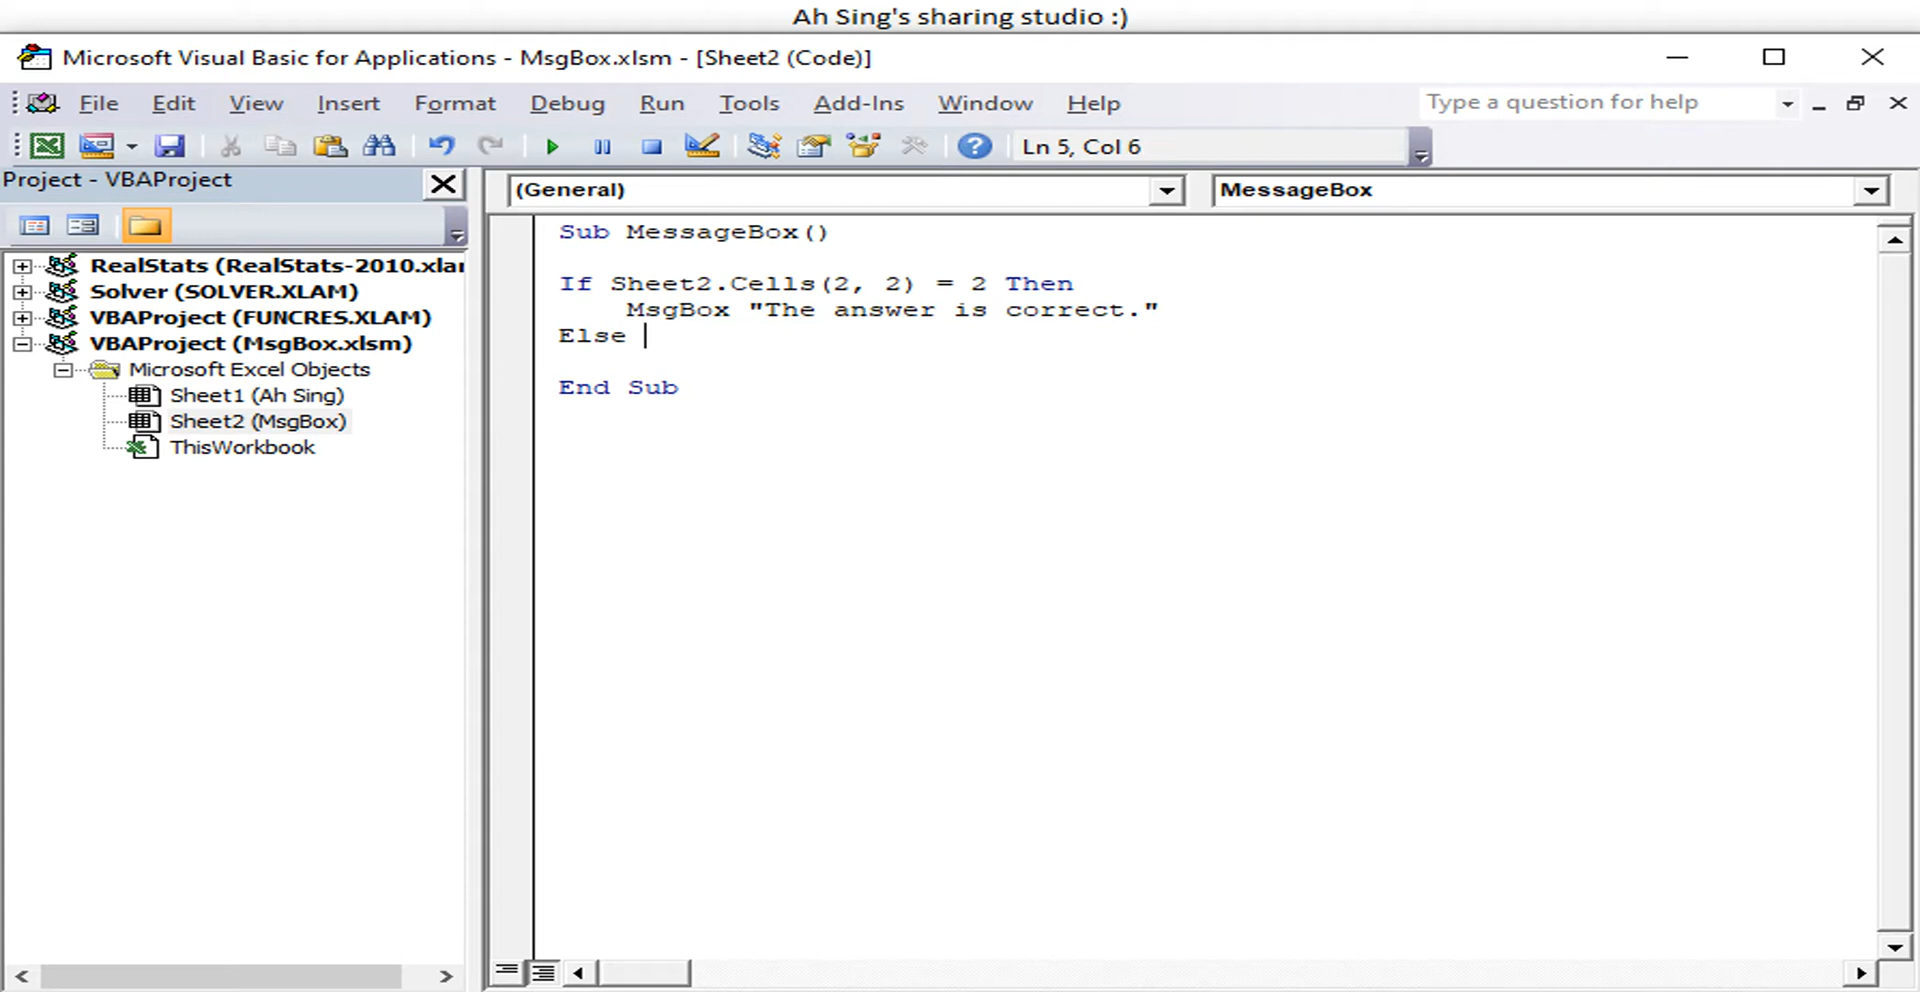 Ah Sing's sharing studio :)
Microsoft Visual Basic for Applications - MsgBox.xlsm - [Sheet2 (Code)]
File Edit View Insert Format Debug Run Tools Add-Ins Window Help Type a question for help
Ln 5, Col 6
Project - VBAProject
(General) MessageBox
RealStats (RealStats-2010.xlar
Solver (SOLVER.XLAM)
VBAProject (FUNCRES.XLAM)
VBAProject (MsgBox.xlsm)
Microsoft Excel Objects
Sheet1 (Ah Sing)
Sheet2 (MsgBox)
ThisWorkbook
Sub MessageBox()
If Sheet2.Cells(2, 2) = 2 Then
MsgBox "The answer is correct."
Else
End Sub